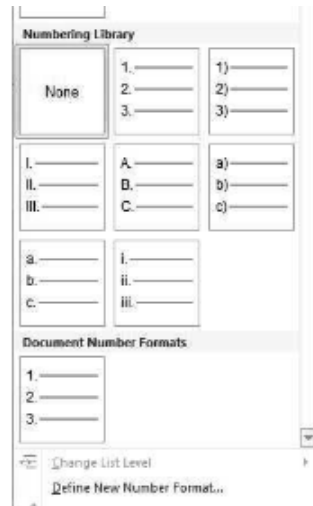 Numbering Library
None
1.
2.
3.
1)
2)
3)
I.
II.
III.
A.
B.
C.
a)
b)
c)
a.
b.
c.
i.
ii.
iii.
Document Number Formats
1.
2.
3.
Change List Level
Define New Number Format...